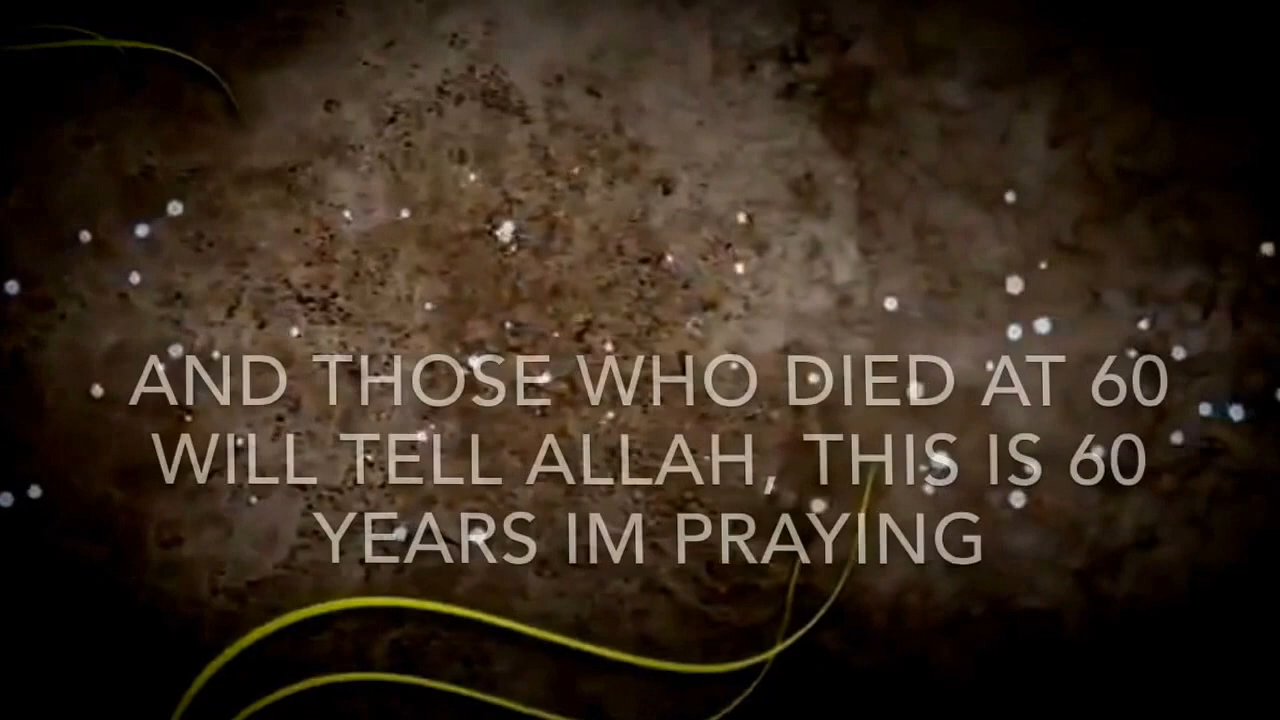 AND THOSE WHO DIED AT 60
WILL TELL ALLAH, THIS IS 60
YEARS IM PRAYING